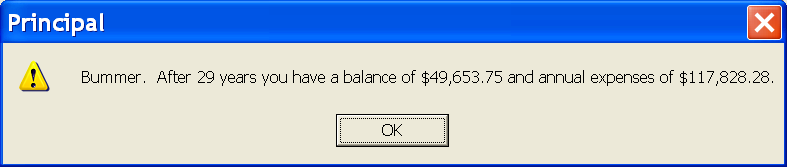 Principal
Bummer.  After 29 years you have a balance of $49,653.75 and annual expenses of $117,828.28.
OK